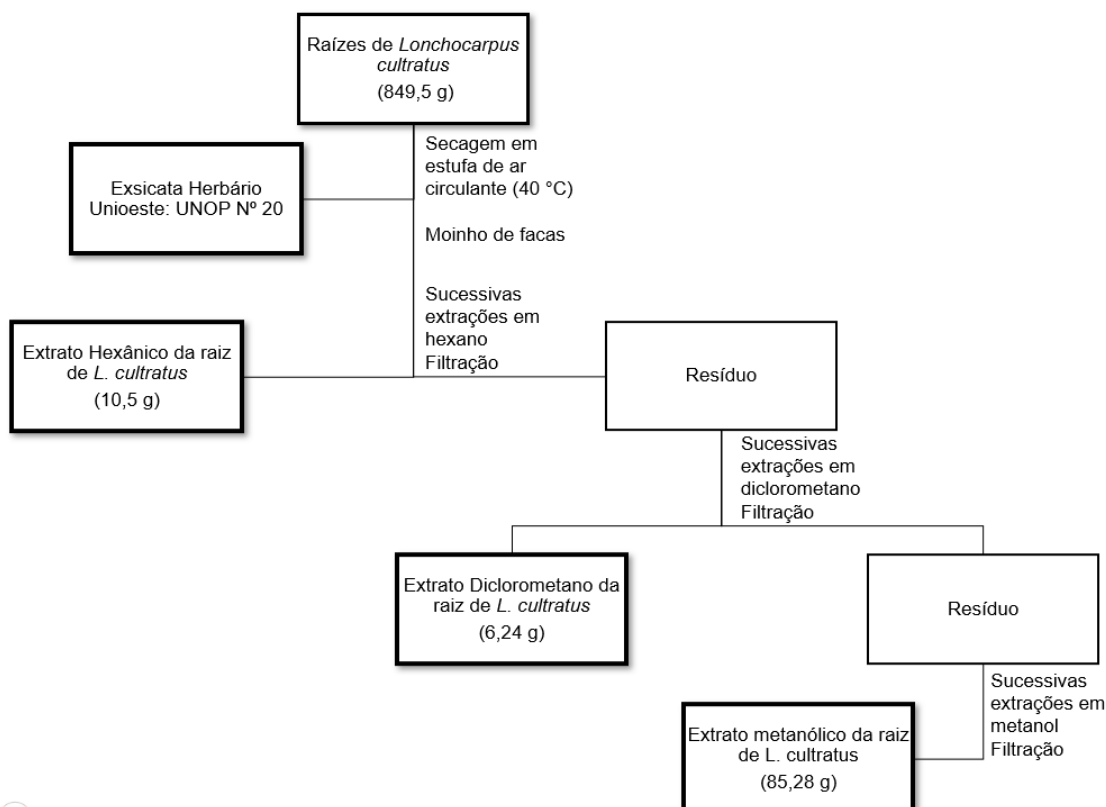 Raízes de Lonchocarpus
cultratus
(849,5 g)
Secagem em
estufa de ar
circulante (40 °C)
Exsicata Herbário
Unioeste: UNOP Nº 20
Moinho de facas
Sucessivas
extrações em
hexano
Filtração
Extrato Hexânico da raiz
de L. cultratus
(10,5 g)
Resíduo
Sucessivas
extrações em
diclorometano
Filtração
Extrato Diclorometano da
raiz de L. cultratus
(6,24 g)
Resíduo
Sucessivas
extrações em
metanol
Filtração
Extrato metanólico da raiz
de L. cultratus
(85,28 g)